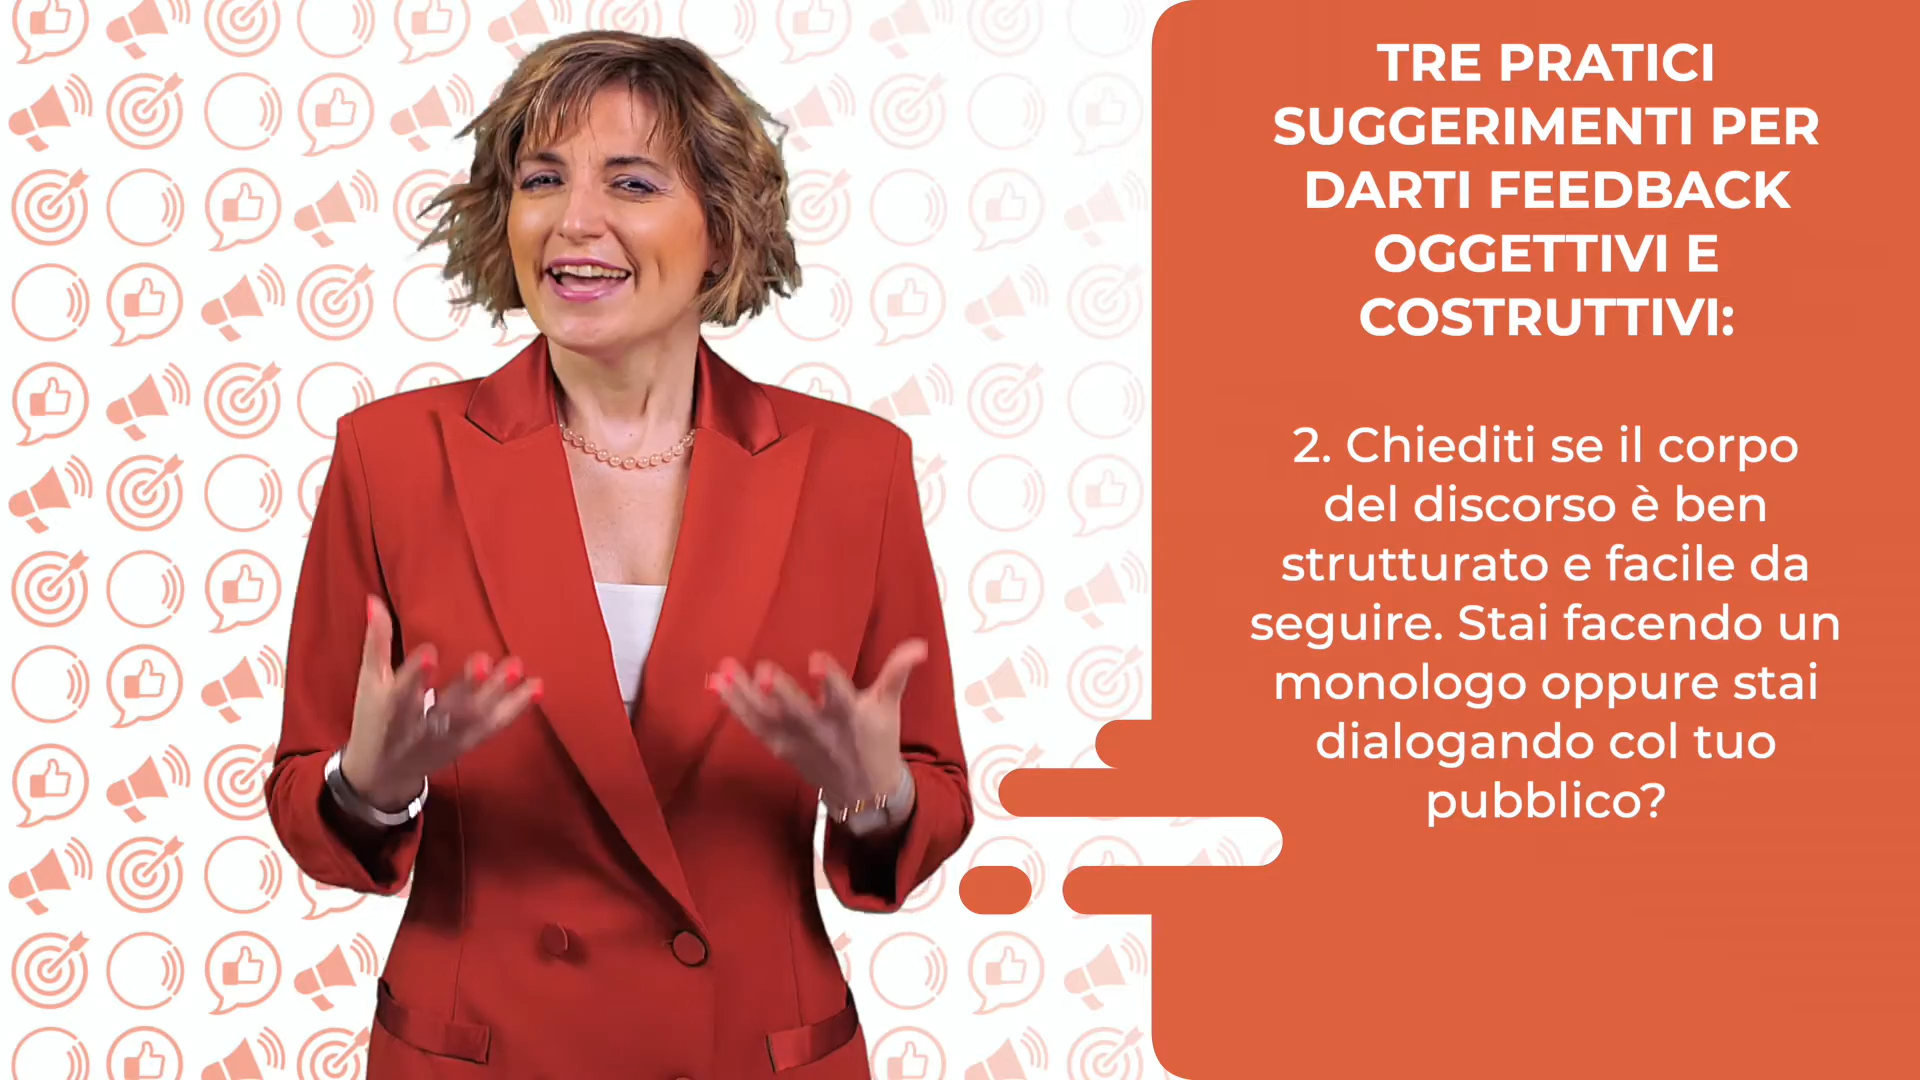 TRE PRATICI
SUGGERIMENTI PER
DARTI FEEDBACK
OGGETTIVI E
COSTRUTTIVI:
2. Chiediti se il corpo
del discorso è ben
strutturato e facile da
seguire. Stai facendo un
monologo oppure stai
dialogando col tuo
pubblico?